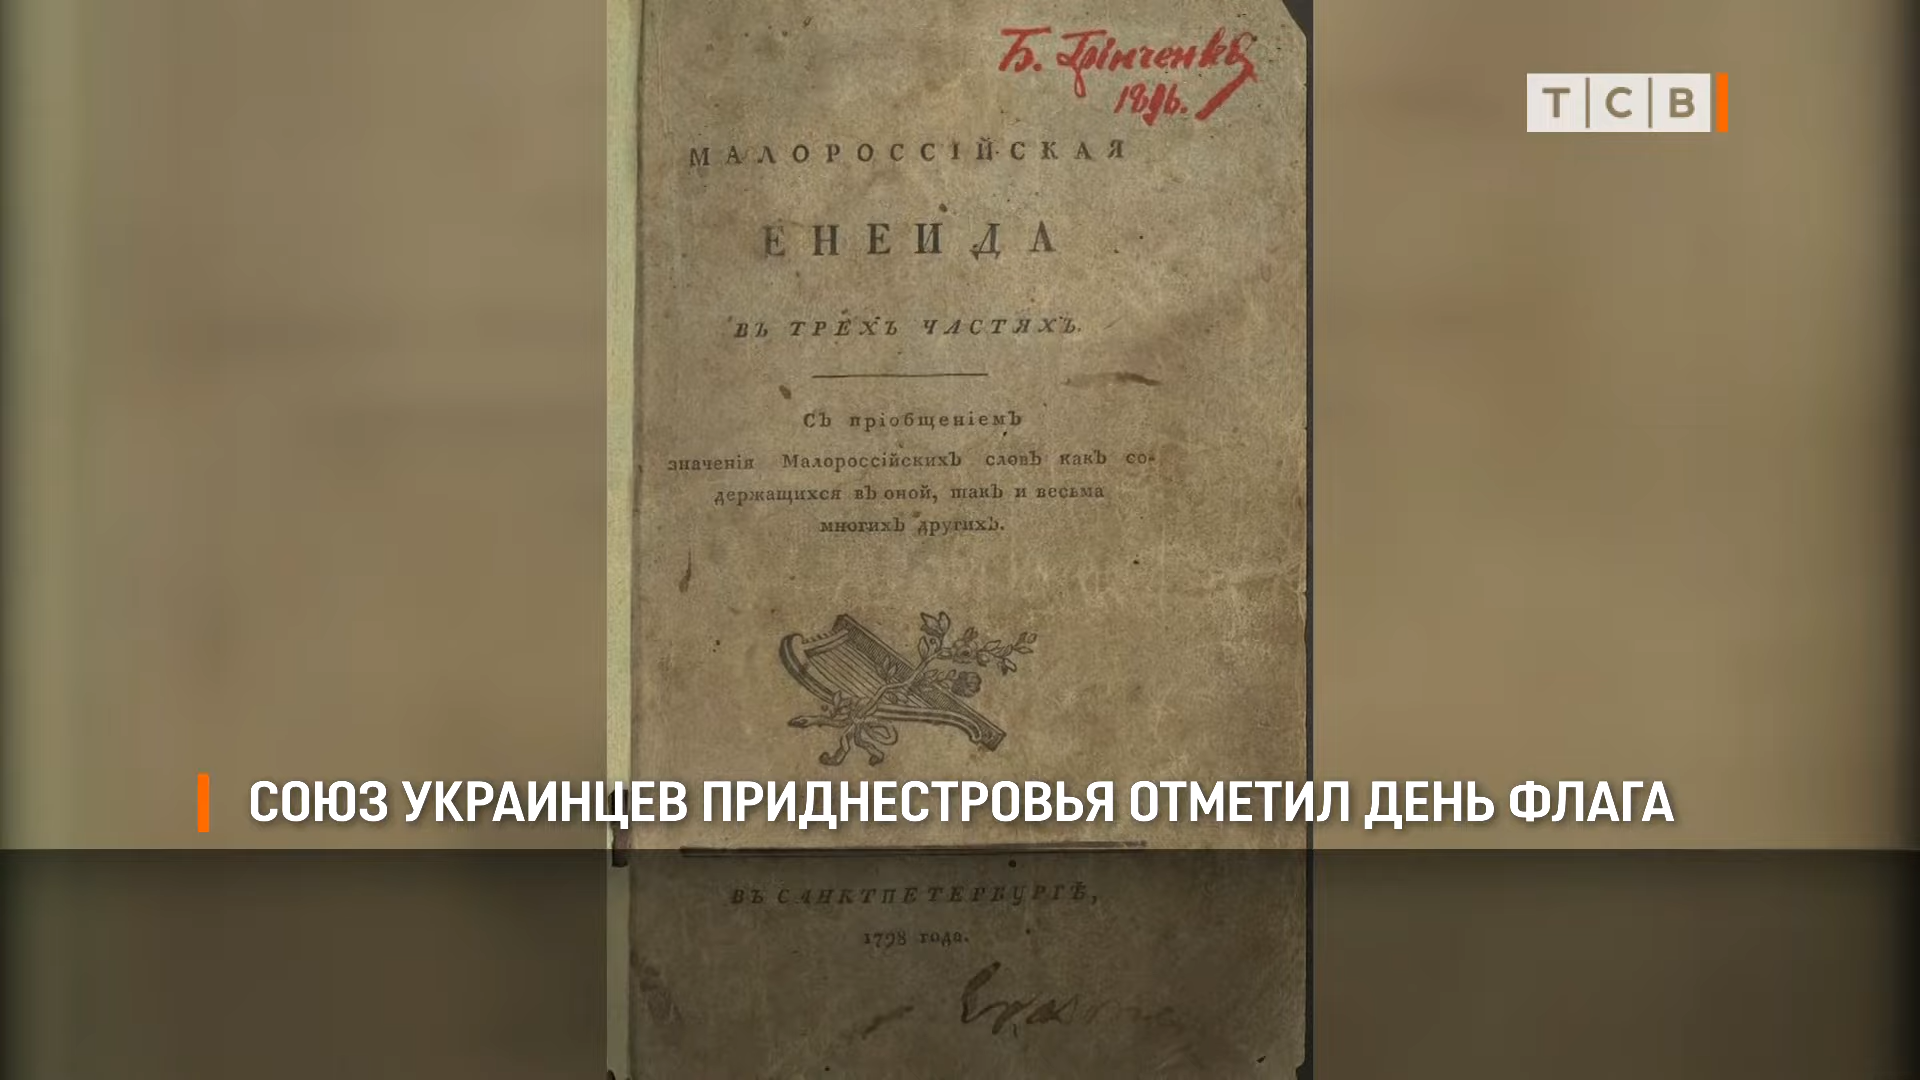 Б. Грінченко
1896.
Т С В
МАЛОРОССІЙСКАЯ
ЕНЕИДА
ВЪ ТРЕХЪ ЧАСТЯХЪ.
Съ пріобщеніемъ
значенія Малороссійскихъ словъ какъ со-
держащихся въ оной, такъ и весьма
многихъ другихъ.
СОЮЗ УКРАИНЦЕВ ПРИДНЕСТРОВЬЯ ОТМЕТИЛ ДЕНЬ ФЛАГА
ВЪ САНКТПЕТЕРБУРГѢ,
1798 года.